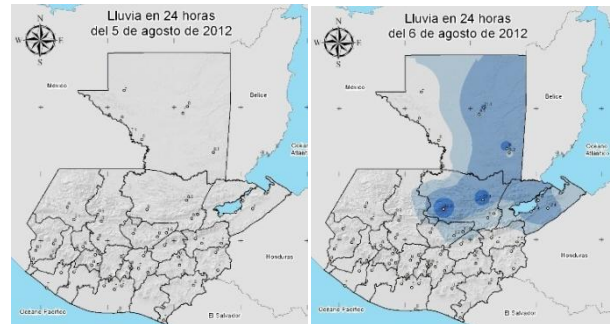 Lluvia en 24 horas
del 5 de agosto de 2012
N
W
E
S
México
Belice
Océano
Atlántico
Honduras
El Salvador
Océano Pacífico
Lluvia en 24 horas
del 6 de agosto de 2012
N
W
E
S
México
Belice
Océano
Atlántico
Honduras
El Salvador
Océano Pacífico